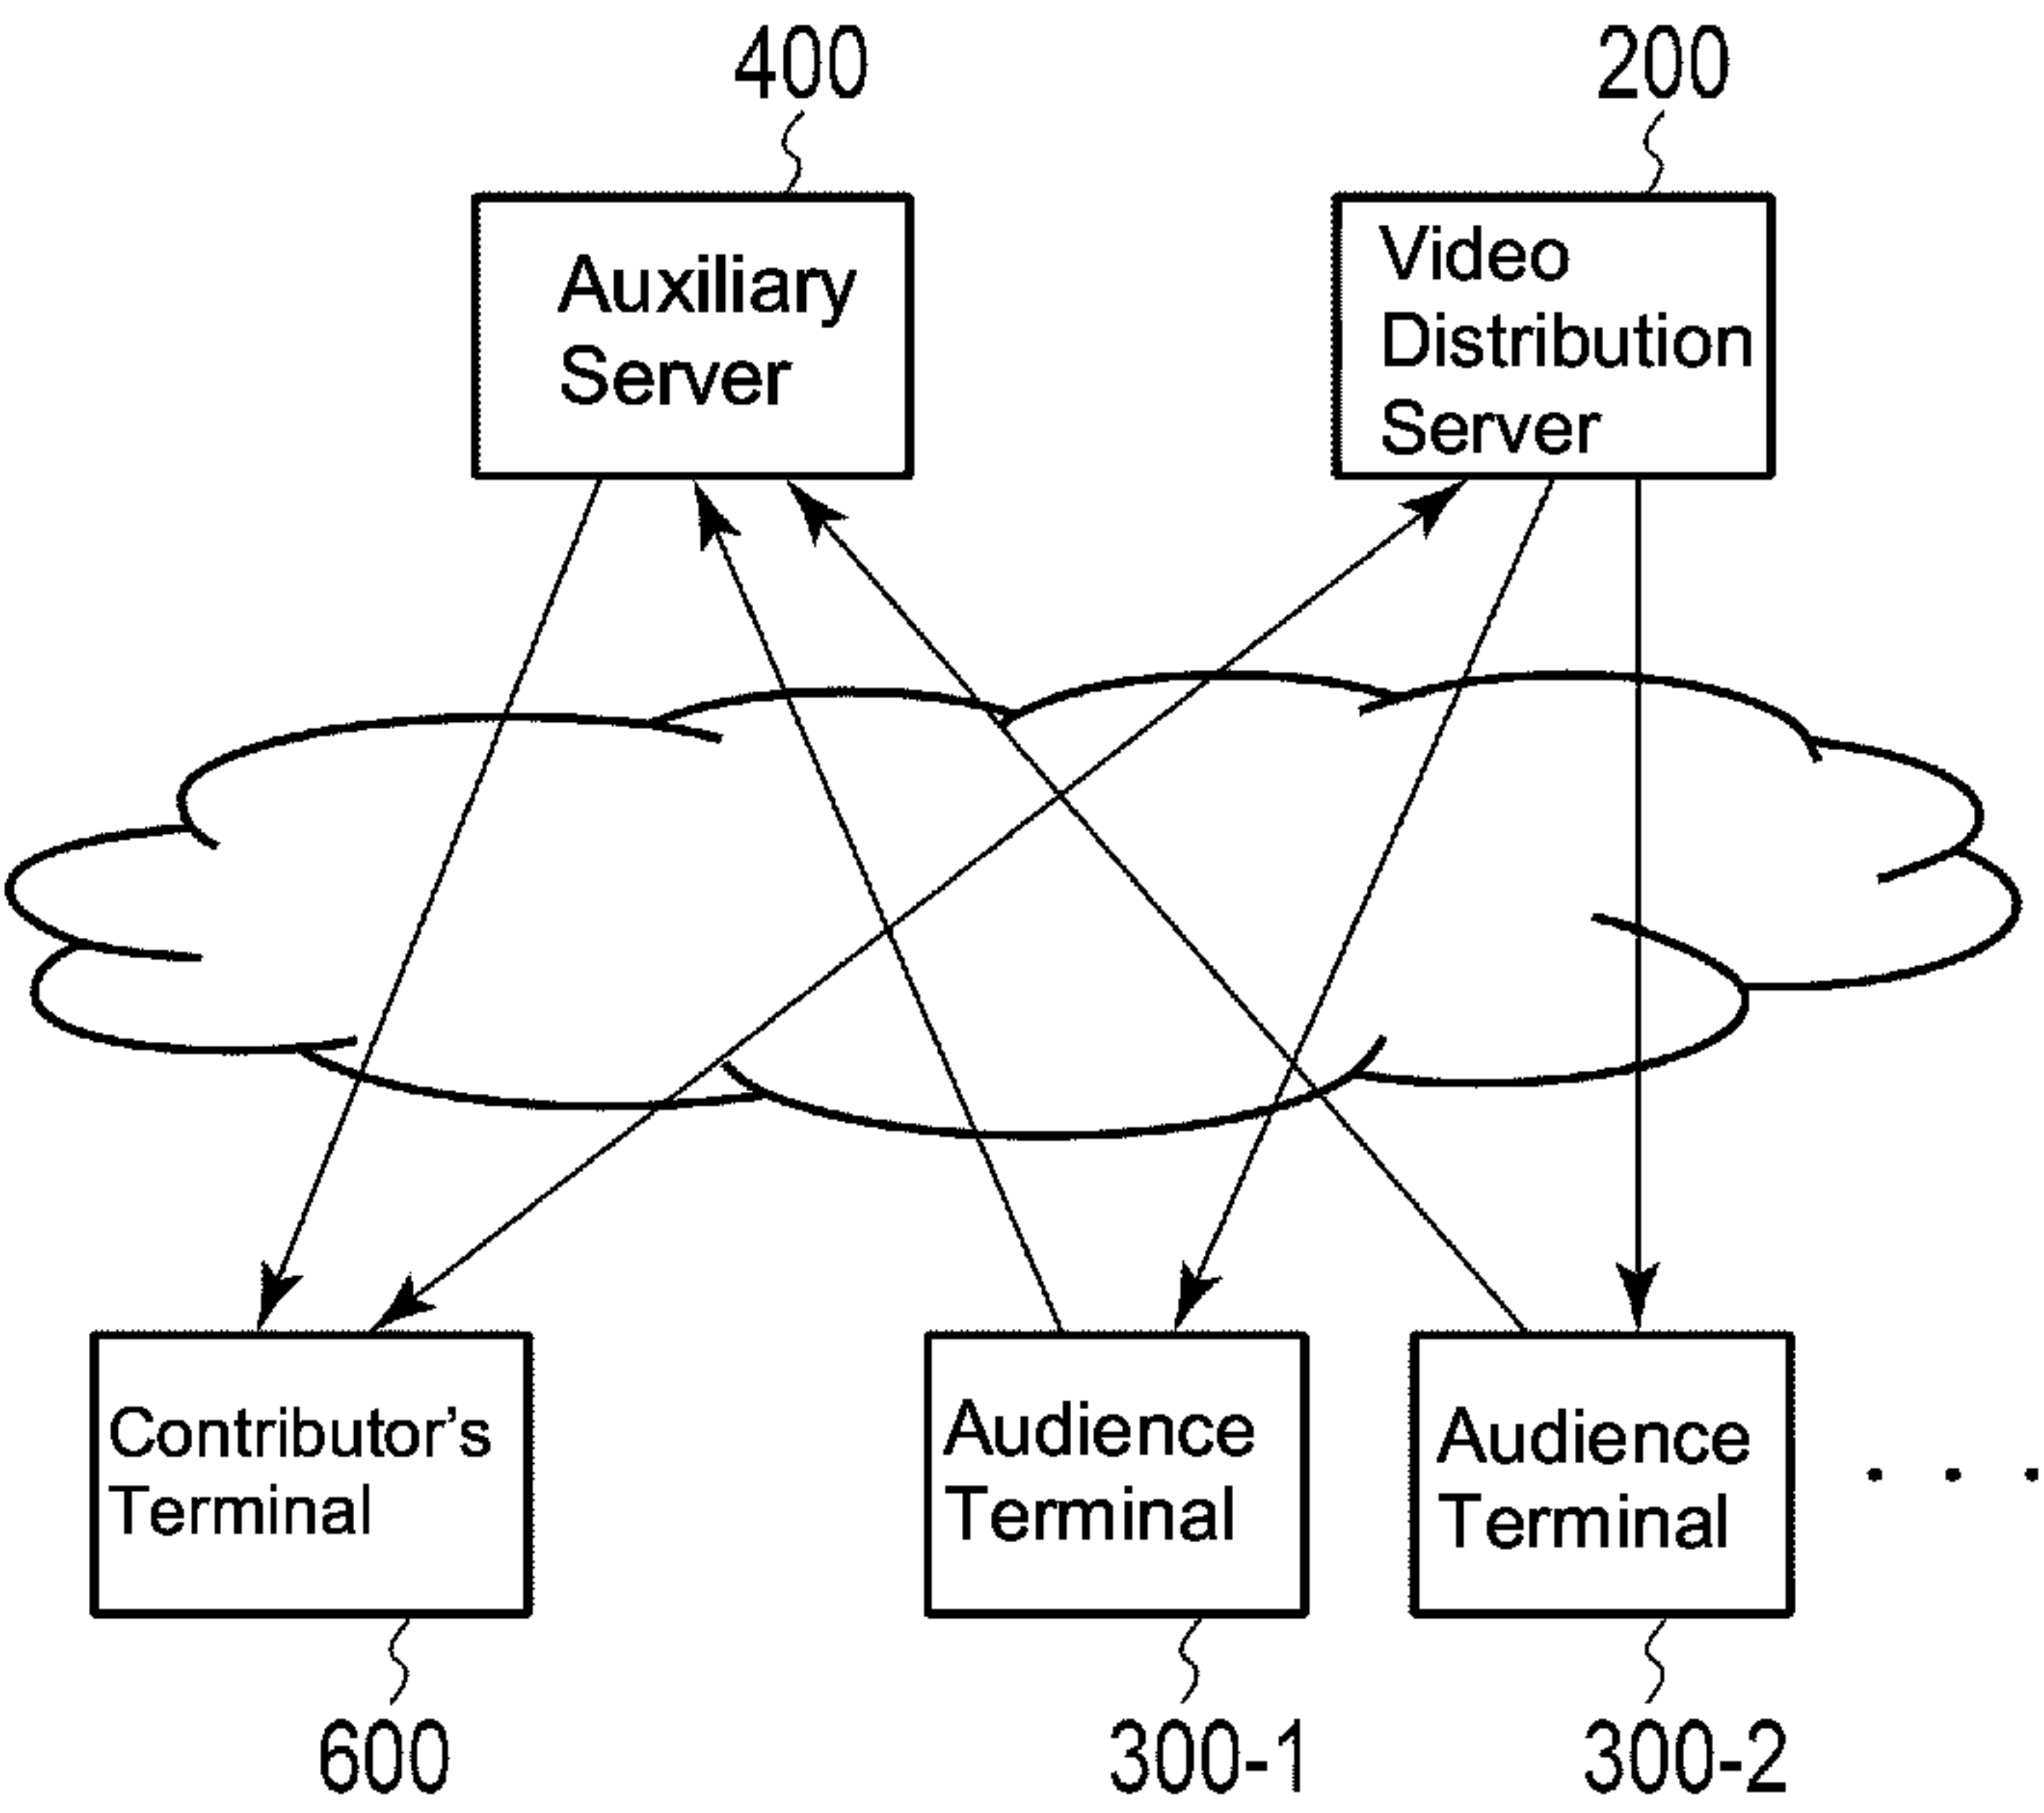 400
200
Auxiliary
Server
Video
Distribution
Server
Contributor's
Terminal
Audience
Terminal
Audience
Terminal
. . .
600
300-1
300-2